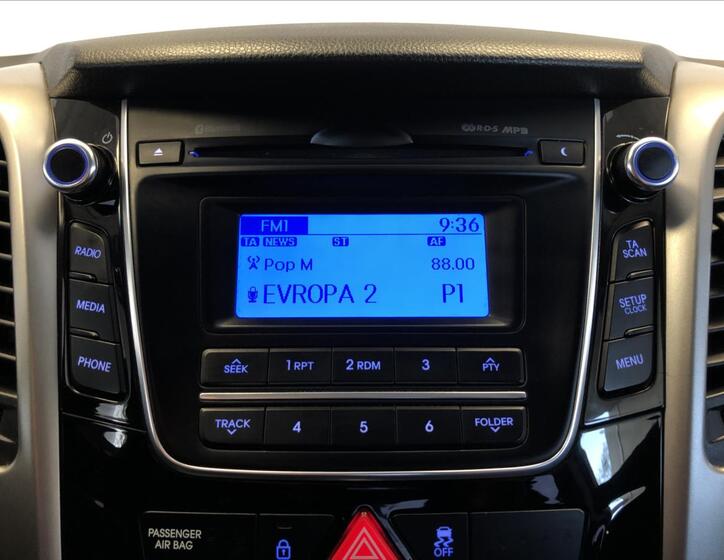 R·D·S MP3
FM1 9:36
TA NEWS ST AF
Pop M 88.00
EVROPA 2 P1
RADIO
MEDIA
PHONE
TA
SCAN
SETUP
CLOCK
MENU
SEEK 1 RPT 2 RDM 3 PTY
TRACK 4 5 6 FOLDER
PASSENGER
AIR BAG
OFF